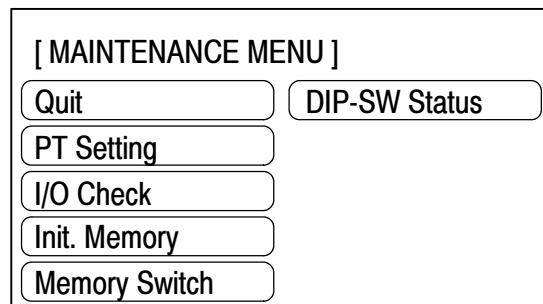 [ MAINTENANCE MENU ]
Quit
DIP-SW Status
PT Setting
I/O Check
Init. Memory
Memory Switch